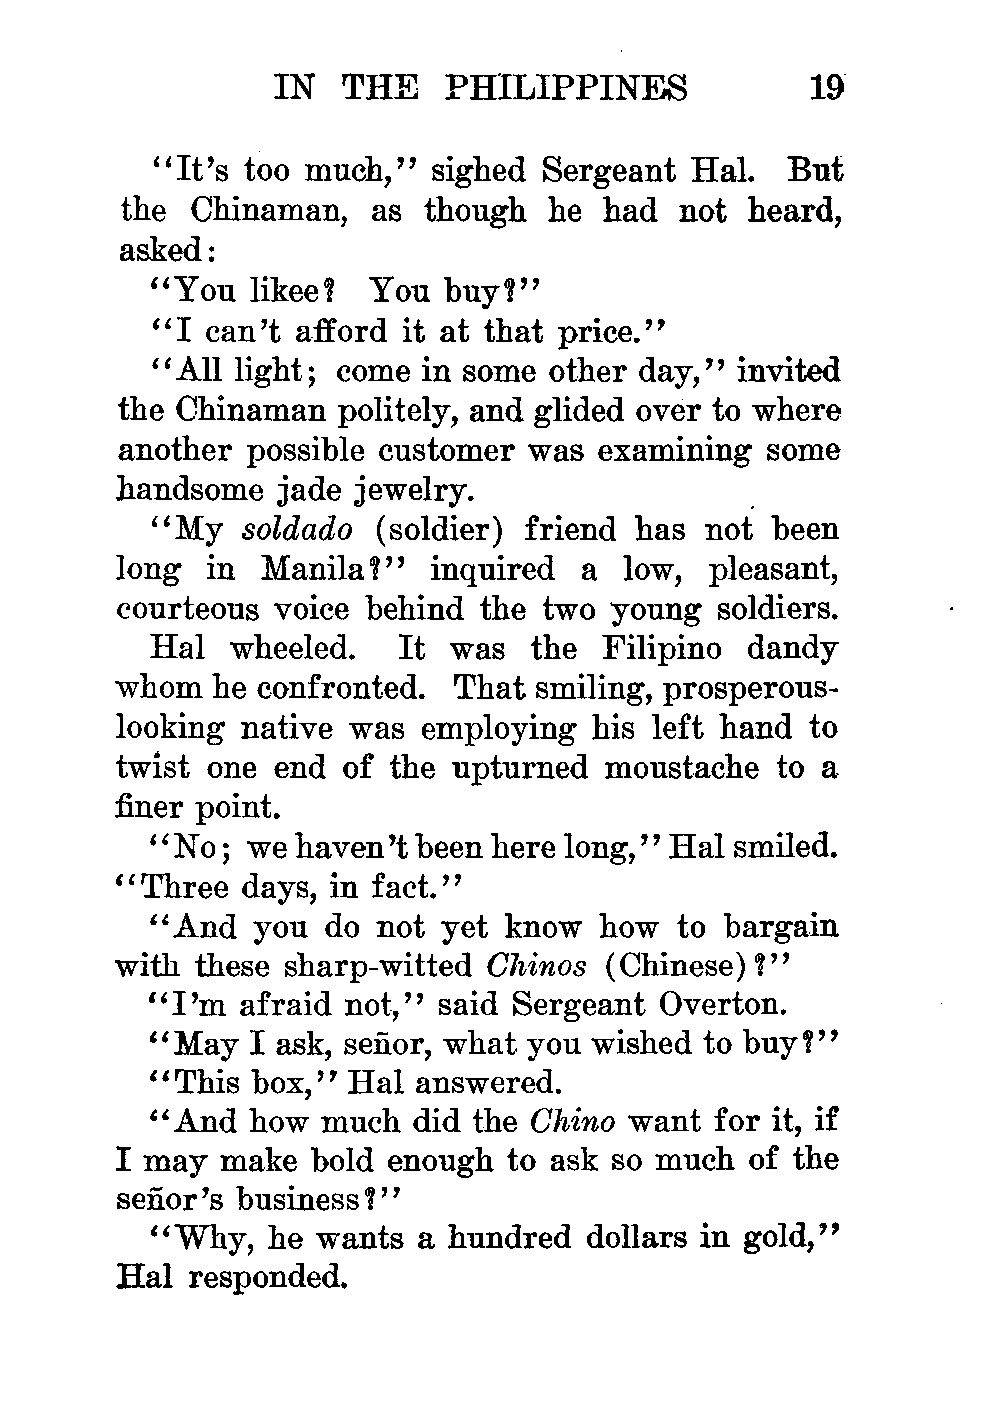 IN THE PHILIPPINES 19
"It's too much," sighed Sergeant Hal. But
the Chinaman, as though he had not heard,
asked:
"You likee? You buy?"
"I can't afford it at that price."
"All light; come in some other day," invited
the Chinaman politely, and glided over to where
another possible customer was examining some
handsome jade jewelry.
"My soldado (soldier) friend has not been
long in Manila?" inquired a low, pleasant,
courteous voice behind the two young soldiers.
Hal wheeled. It was the Filipino dandy
whom he confronted. That smiling, prosperous-
looking native was employing his left hand to
twist one end of the upturned moustache to a
finer point.
"No; we haven't been here long," Hal smiled.
"Three days, in fact."
"And you do not yet know how to bargain
with these sharp-witted Chinos (Chinese)?"
"I'm afraid not," said Sergeant Overton.
"May I ask, señor, what you wished to buy?"
"This box," Hal answered.
"And how much did the Chino want for it, if
I may make bold enough to ask so much of the
señor's business?"
"Why, he wants a hundred dollars in gold,"
Hal responded.